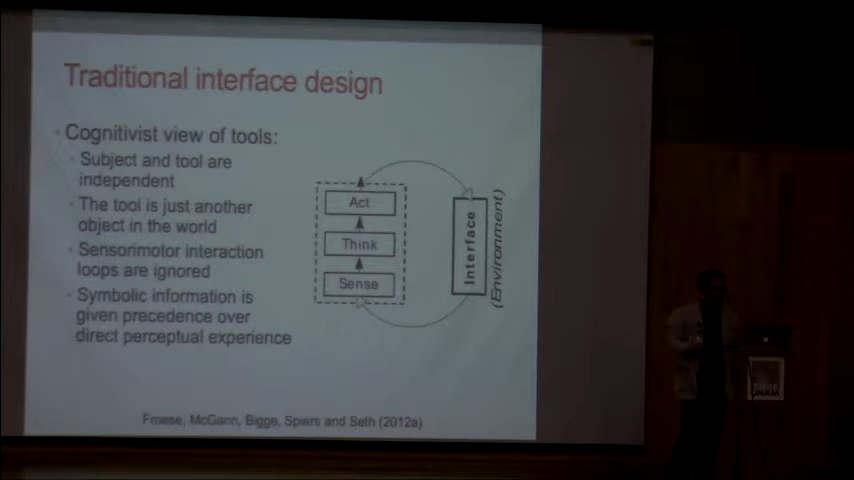 Traditional interface design
Cognitivist view of tools:
Subject and tool are
independent
The tool is just another
object in the world
Sensorimotor interaction
loops are ignored
Symbolic information is
given precedence over
direct perceptual experience
Act
Think
Sense
Interface
(Environment)
Froese, McGann, Bigge, Spiers and Seth (2012a)
UNAM